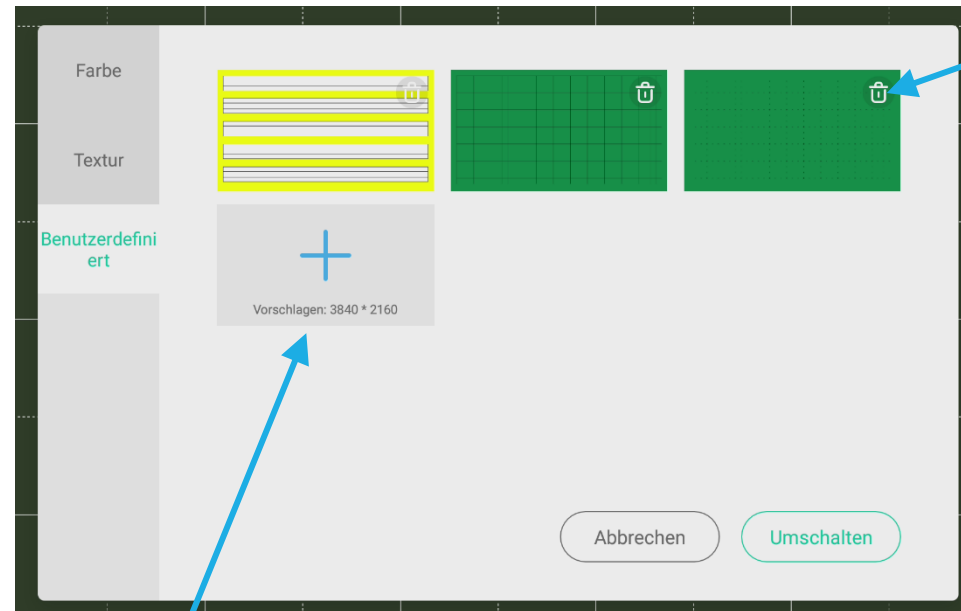 Farbe
Textur
Benutzerdefini
ert
Vorschlagen: 3840 * 2160
Abbrechen
Umschalten